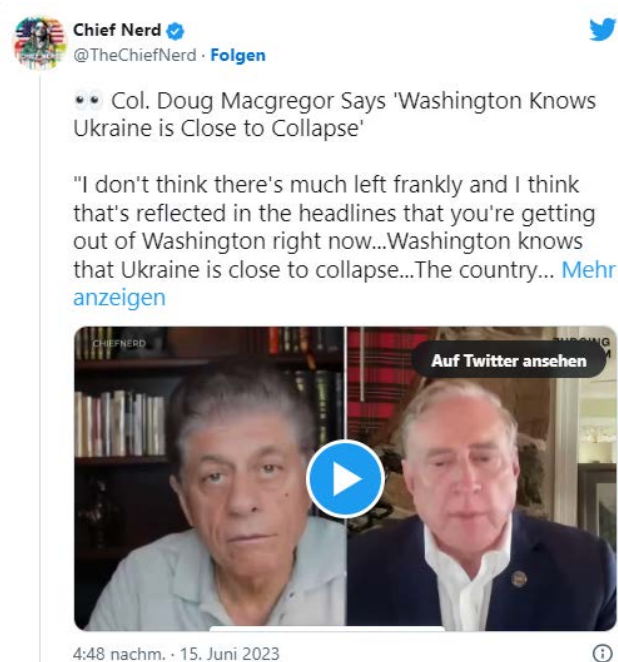 Chief Nerd
@TheChiefNerd · Folgen
👀 Col. Doug Macgregor Says 'Washington Knows
Ukraine is Close to Collapse'
"I don't think there's much left frankly and I think
that's reflected in the headlines that you're getting
out of Washington right now...Washington knows
that Ukraine is close to collapse...The country... Mehr
anzeigen
CHIEFNERD
Auf Twitter ansehen
4:48 nachm. · 15. Juni 2023